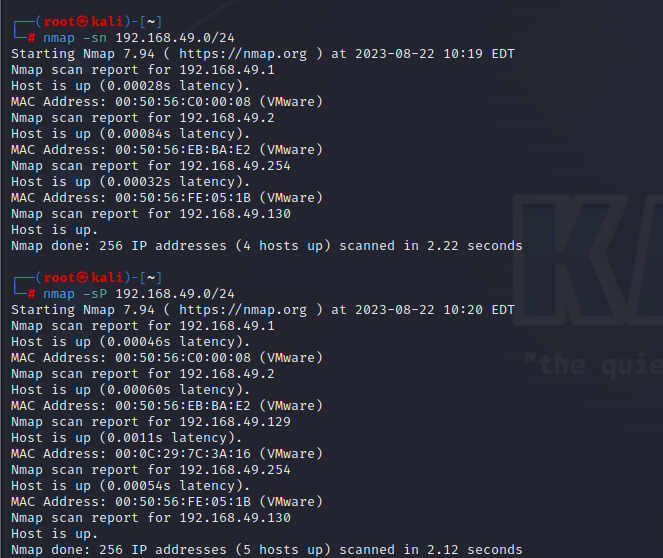 ┌──(root㉿kali)-[~]
└─# nmap -sn 192.168.49.0/24
Starting Nmap 7.94 ( https://nmap.org ) at 2023-08-22 10:19 EDT
Nmap scan report for 192.168.49.1
Host is up (0.00028s latency).
MAC Address: 00:50:56:C0:00:08 (VMware)
Nmap scan report for 192.168.49.2
Host is up (0.00084s latency).
MAC Address: 00:50:56:EB:BA:E2 (VMware)
Nmap scan report for 192.168.49.254
Host is up (0.00032s latency).
MAC Address: 00:50:56:FE:05:1B (VMware)
Nmap scan report for 192.168.49.130
Host is up.
Nmap done: 256 IP addresses (4 hosts up) scanned in 2.22 seconds
┌──(root㉿kali)-[~]
└─# nmap -sP 192.168.49.0/24
Starting Nmap 7.94 ( https://nmap.org ) at 2023-08-22 10:20 EDT
Nmap scan report for 192.168.49.1
Host is up (0.00046s latency).
MAC Address: 00:50:56:C0:00:08 (VMware)
Nmap scan report for 192.168.49.2
Host is up (0.00060s latency).
MAC Address: 00:50:56:EB:BA:E2 (VMware)
Nmap scan report for 192.168.49.129
Host is up (0.0011s latency).
MAC Address: 00:0C:29:7C:3A:16 (VMware)
Nmap scan report for 192.168.49.254
Host is up (0.00054s latency).
MAC Address: 00:50:56:FE:05:1B (VMware)
Nmap scan report for 192.168.49.130
Host is up.
Nmap done: 256 IP addresses (5 hosts up) scanned in 2.12 seconds
KA
"the quie